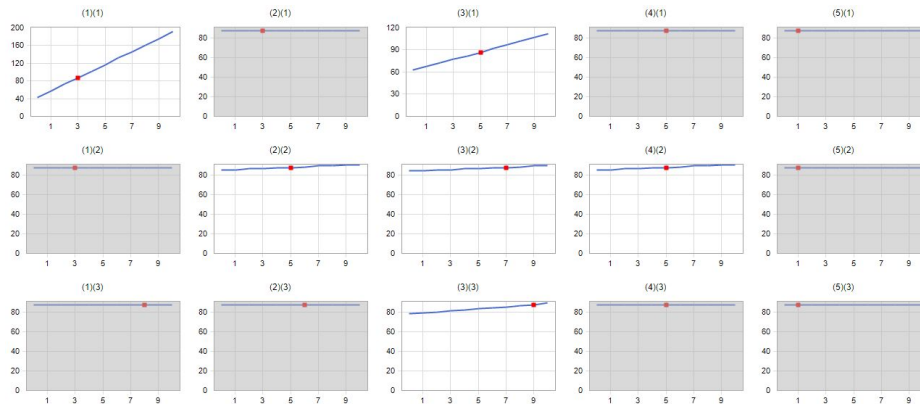 (1)(1) (2)(1) (3)(1) (4)(1) (5)(1)
200 120
80 80 80
160 90
60 60 60
120
60
40 40 40
80
30
40 20 20 20
0 0 0 0 0
1 3 5 7 9 1 3 5 7 9 1 3 5 7 9 1 3 5 7 9 1 3 5 7 9
(1)(2) (2)(2) (3)(2) (4)(2) (5)(2)
80 80 80 80 80
60 60 60 60 60
40 40 40 40 40
20 20 20 20 20
0 0 0 0 0
1 3 5 7 9 1 3 5 7 9 1 3 5 7 9 1 3 5 7 9 1 3 5 7 9
(1)(3) (2)(3) (3)(3) (4)(3) (5)(3)
80 80 80 80 80
60 60 60 60 60
40 40 40 40 40
20 20 20 20 20
0 0 0 0 0
1 3 5 7 9 1 3 5 7 9 1 3 5 7 9 1 3 5 7 9 1 3 5 7 9